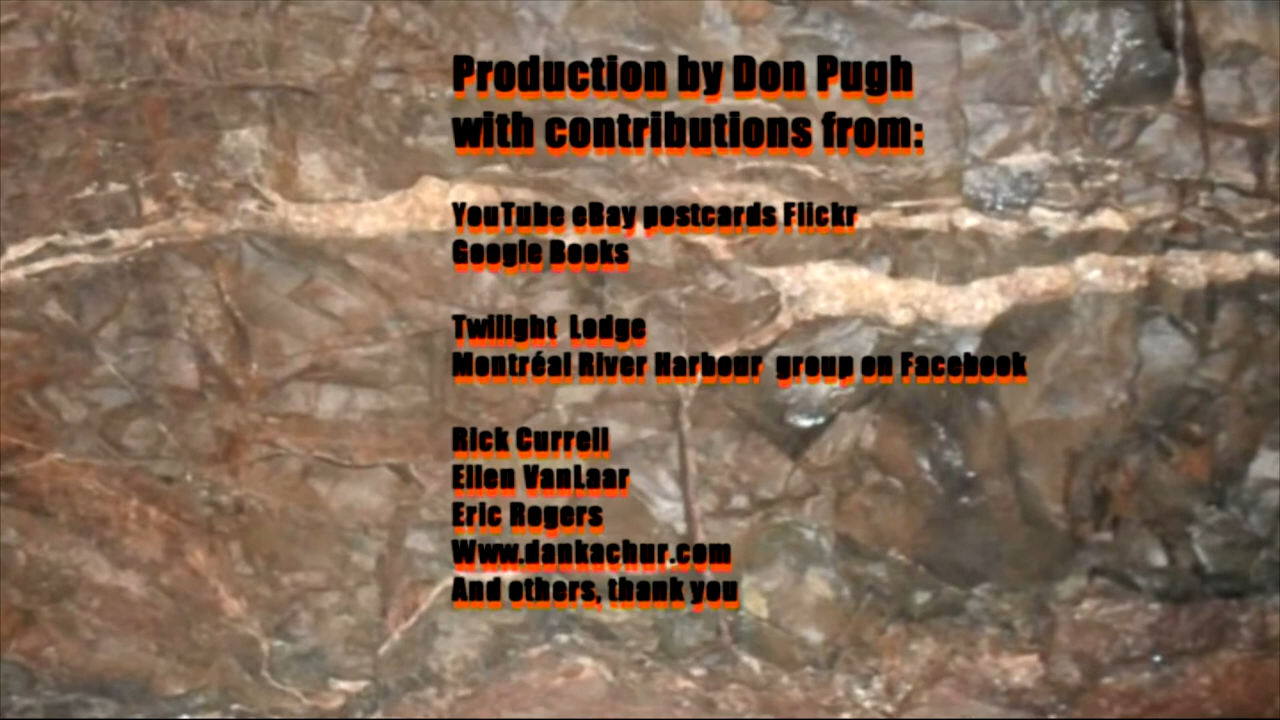 Production by Don Pugh
with contributions from:
YouTube eBay postcards Flickr
Google Books
Twilight Lodge
Montréal River Harbour group on Facebook
Rick Currell
Ellen VanLaar
Eric Rogers
Www.dankachur.com
And others, thank you